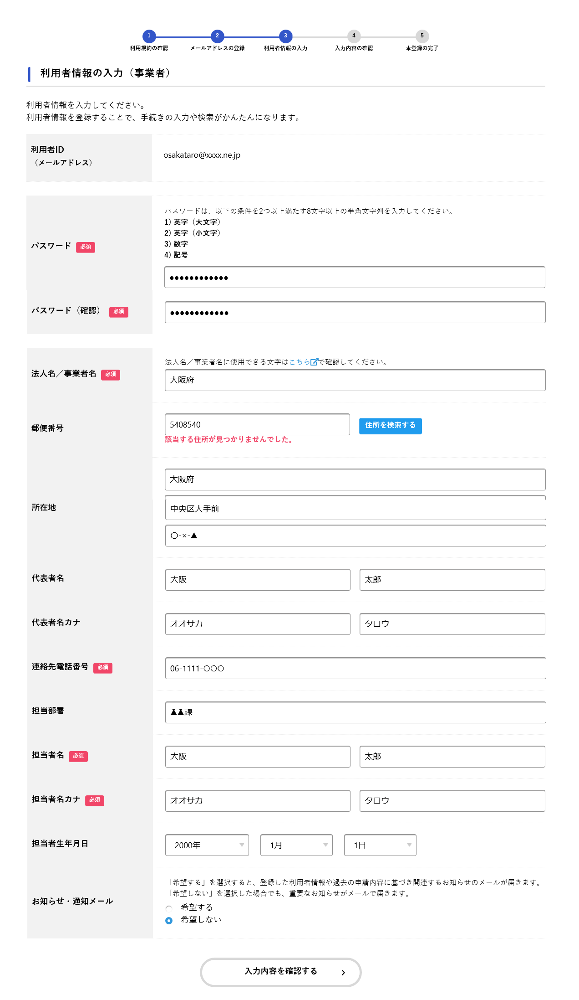 1 2 3 4 5
利用規約の確認 メールアドレスの登録 利用者情報の入力 入力内容の確認 本登録の完了
利用者情報の入力（事業者）
利用者情報を入力してください。
利用者情報を登録することで、手続きの入力や検索がかんたんになります。
利用者ID
（メールアドレス）
osakataro@xxxx.ne.jp
パスワードは、以下の条件を2つ以上満たす8文字以上の半角文字列を入力してください。
1) 英字（大文字）
2) 英字（小文字）
3) 数字
4) 記号
パスワード 必須
●●●●●●●●●●●●
パスワード（確認） 必須
●●●●●●●●●●●●
法人名／事業者名に使用できる文字はこちらで確認してください。
法人名／事業者名 必須
大阪府
郵便番号
5408540 住所を検索する
該当する住所が見つかりませんでした。
所在地
大阪府
中央区大手前
〇-×-▲
代表者名
大阪 太郎
代表者名カナ
オオサカ タロウ
連絡先電話番号 必須
06-1111-〇〇〇
担当部署
▲▲課
担当者名 必須
大阪 太郎
担当者名カナ 必須
オオサカ タロウ
担当者生年月日
2000年 1月 1日
「希望する」を選択すると、登録した利用者情報や過去の申請内容に基づき関連するお知らせのメールが届きます。
「希望しない」を選択した場合でも、重要なお知らせがメールで届きます。
お知らせ・通知メール
希望する
希望しない
入力内容を確認する